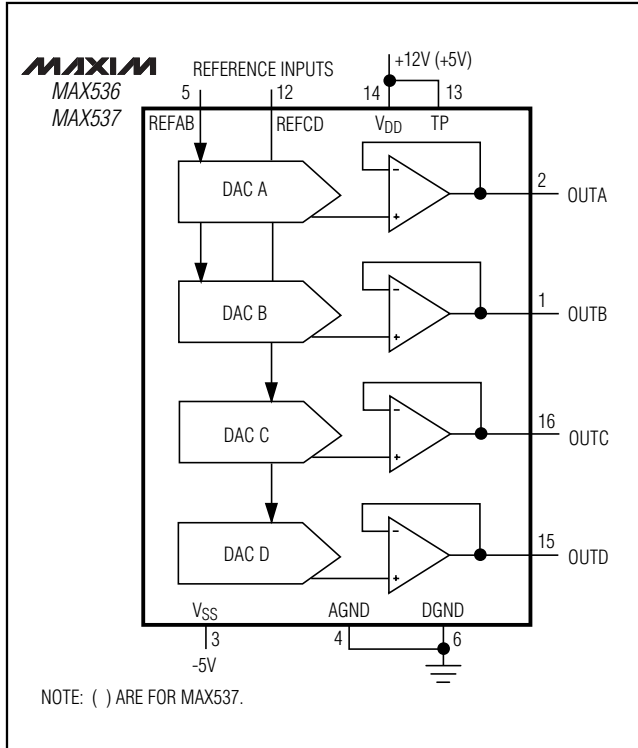 MAXIM
MAX536
MAX537
REFERENCE INPUTS
+12V (+5V)
5
12
14
13
REFAB
REFCD
VDD
TP
DAC A
-
+
2
OUTA
DAC B
-
+
1
OUTB
DAC C
-
+
16
OUTC
DAC D
-
+
15
OUTD
VSS
AGND
DGND
3
4
6
-5V
NOTE: ( ) ARE FOR MAX537.